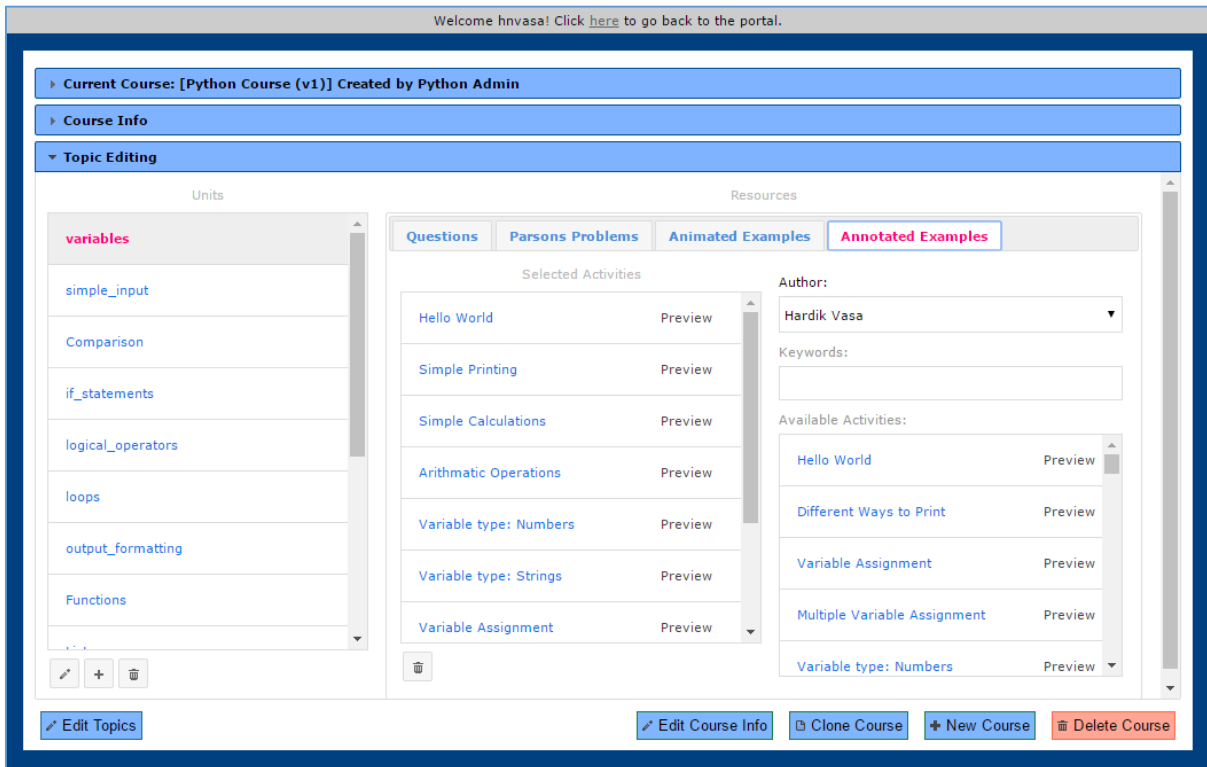 Welcome hnvasa! Click here to go back to the portal.
Current Course: [Python Course (v1)] Created by Python Admin
Course Info
Topic Editing
Units
variables
simple_input
Comparison
if_statements
logical_operators
loops
output_formatting
Functions
Resources
Questions Parsons Problems Animated Examples Annotated Examples
Selected Activities
Hello World Preview
Simple Printing Preview
Simple Calculations Preview
Arithmatic Operations Preview
Variable type: Numbers Preview
Variable type: Strings Preview
Variable Assignment Preview
Author:
Hardik Vasa
Keywords:
Available Activities:
Hello World Preview
Different Ways to Print Preview
Variable Assignment Preview
Multiple Variable Assignment Preview
Variable type: Numbers Preview
Edit Topics Edit Course Info Clone Course New Course Delete Course